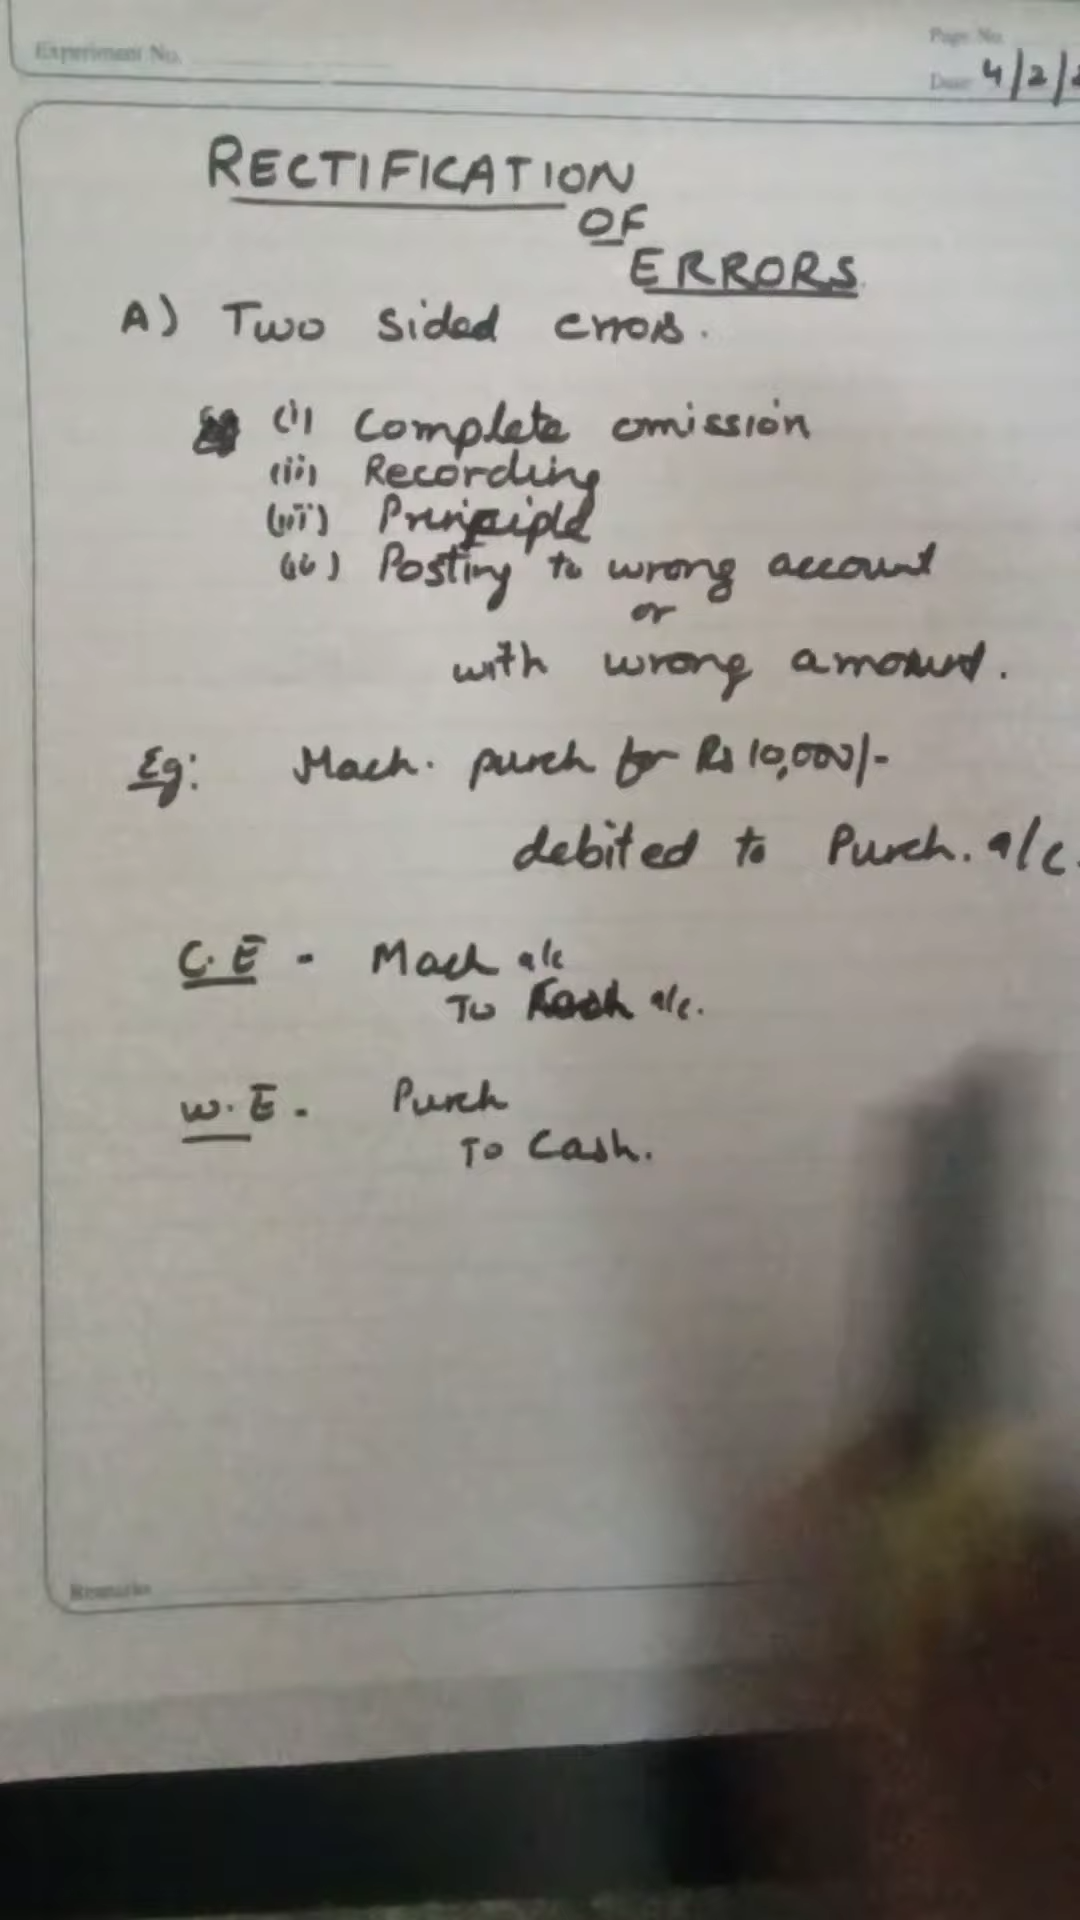 Experiment No.
Page No.
Date 4/2/2
RECTIFICATION
OF
ERRORS
A) Two sided errors.
(i) Complete omission
(ii) Recording
(iii) Principle
(iv) Posting to wrong account
or
with wrong amount.
Eg: Mach. purch for Rs 10,000/-
debited to Purch. a/c.
C.E - Mach a/c
To Cash a/c.
W.E. Purch
To Cash.
Remarks